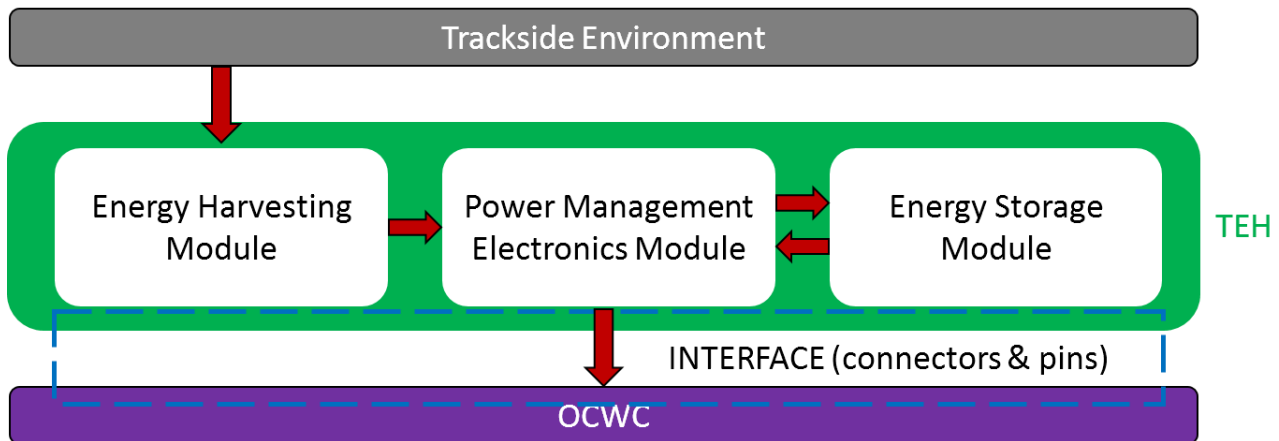 Trackside Environment
Energy Harvesting
Module
Power Management
Electronics Module
Energy Storage
Module
TEH
INTERFACE (connectors & pins)
OCWC